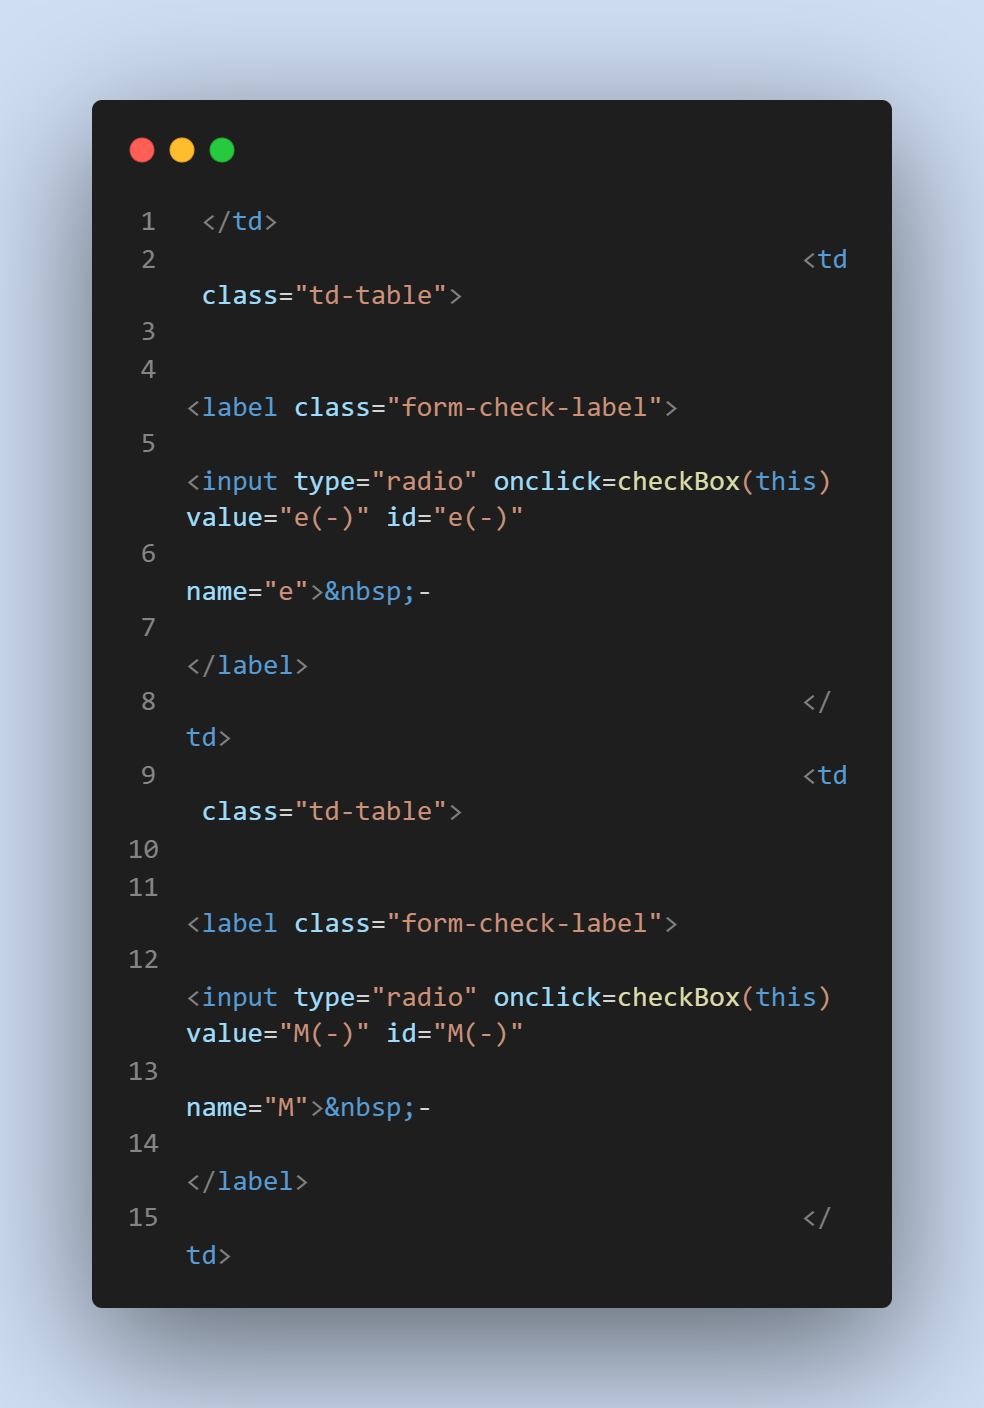 1 </td>
2 <td
class="td-table">
3
4
<label class="form-check-label">
5
<input type="radio" onclick=checkBox(this)
value="e(-)" id="e(-)"
6
name="e">&nbsp;-
7
</label>
8 </
td>
9 <td
class="td-table">
10
11
<label class="form-check-label">
12
<input type="radio" onclick=checkBox(this)
value="M(-)" id="M(-)"
13
name="M">&nbsp;-
14
</label>
15 </
td>